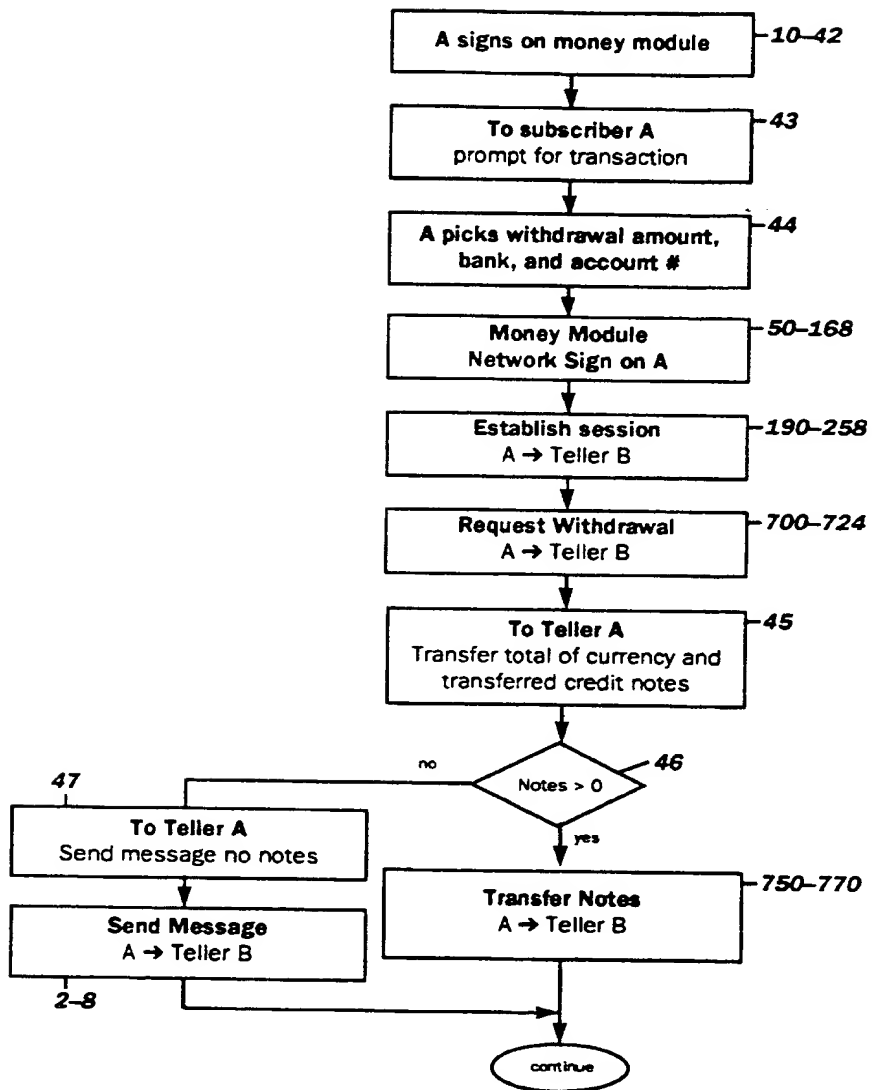 A signs on money module
10–42
To subscriber A
prompt for transaction
43
A picks withdrawal amount,
bank, and account #
44
Money Module
Network Sign on A
50–168
Establish session
A → Teller B
190–258
Request Withdrawal
A → Teller B
700–724
To Teller A
Transfer total of currency and
transferred credit notes
45
Notes > 0
46
no
yes
47
To Teller A
Send message no notes
Send Message
A → Teller B
2–8
Transfer Notes
A → Teller B
750–770
continue